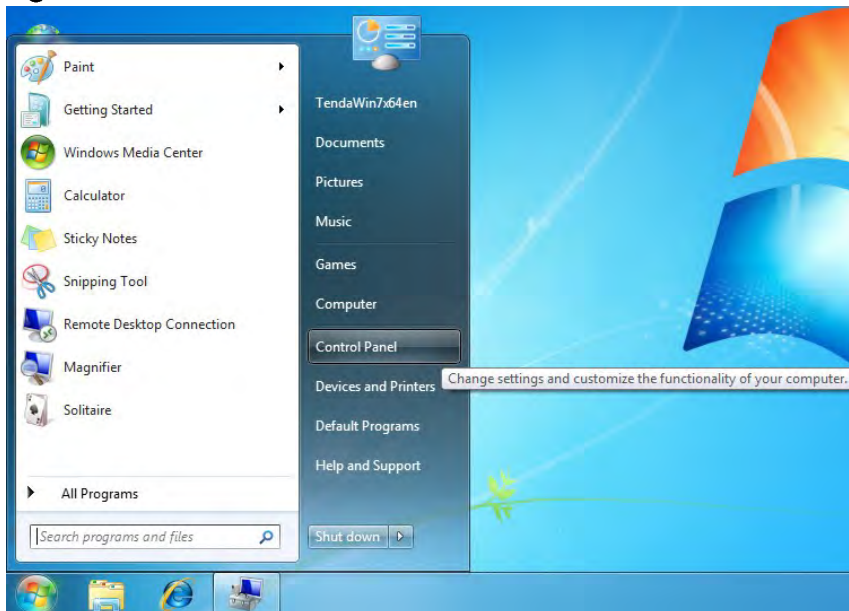 Paint
Getting Started
Windows Media Center
Calculator
Sticky Notes
Snipping Tool
Remote Desktop Connection
Magnifier
Solitaire
All Programs
Search programs and files
TendaWin7x64en
Documents
Pictures
Music
Games
Computer
Control Panel
Change settings and customize the functionality of your computer.
Devices and Printers
Default Programs
Help and Support
Shut down